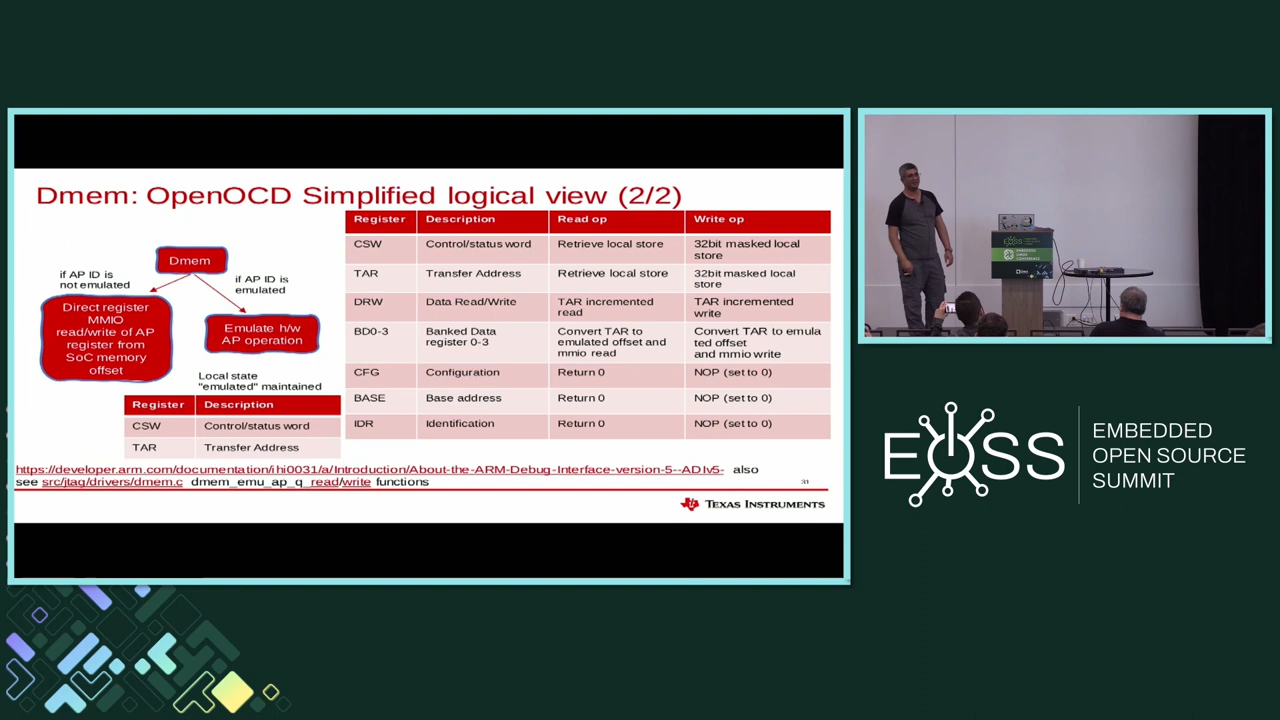 Dmem: OpenOCD Simplified logical view (2/2)
Dmem
if AP ID is
not emulated
if AP ID is
emulated
Direct register
MMIO
read/write of AP
register from
SoC memory
offset
Emulate h/w
AP operation
Local state
"emulated" maintained
Register Description
CSW Control/status word
TAR Transfer Address
Register Description Read op Write op
CSW Control/status word Retrieve local store 32bit masked local
store
TAR Transfer Address Retrieve local store 32bit masked local
store
DRW Data Read/Write TAR incremented TAR incremented
read write
BD0-3 Banked Data Convert TAR to Convert TAR to emula
register 0-3 emulated offset and ted offset
mmio read and mmio write
CFG Configuration Return 0 NOP (set to 0)
BASE Base address Return 0 NOP (set to 0)
IDR Identification Return 0 NOP (set to 0)
https://developer.arm.com/documentation/ihi0031/a/Introduction/About-the-ARM-Debug-Interface-version-5--ADIv5- also
see src/jtag/drivers/dmem.c dmem_emu_ap_q_read/write functions
31
TEXAS INSTRUMENTS
EOSS
EOSS
EMBEDDED
OPEN SOURCE
SUMMIT